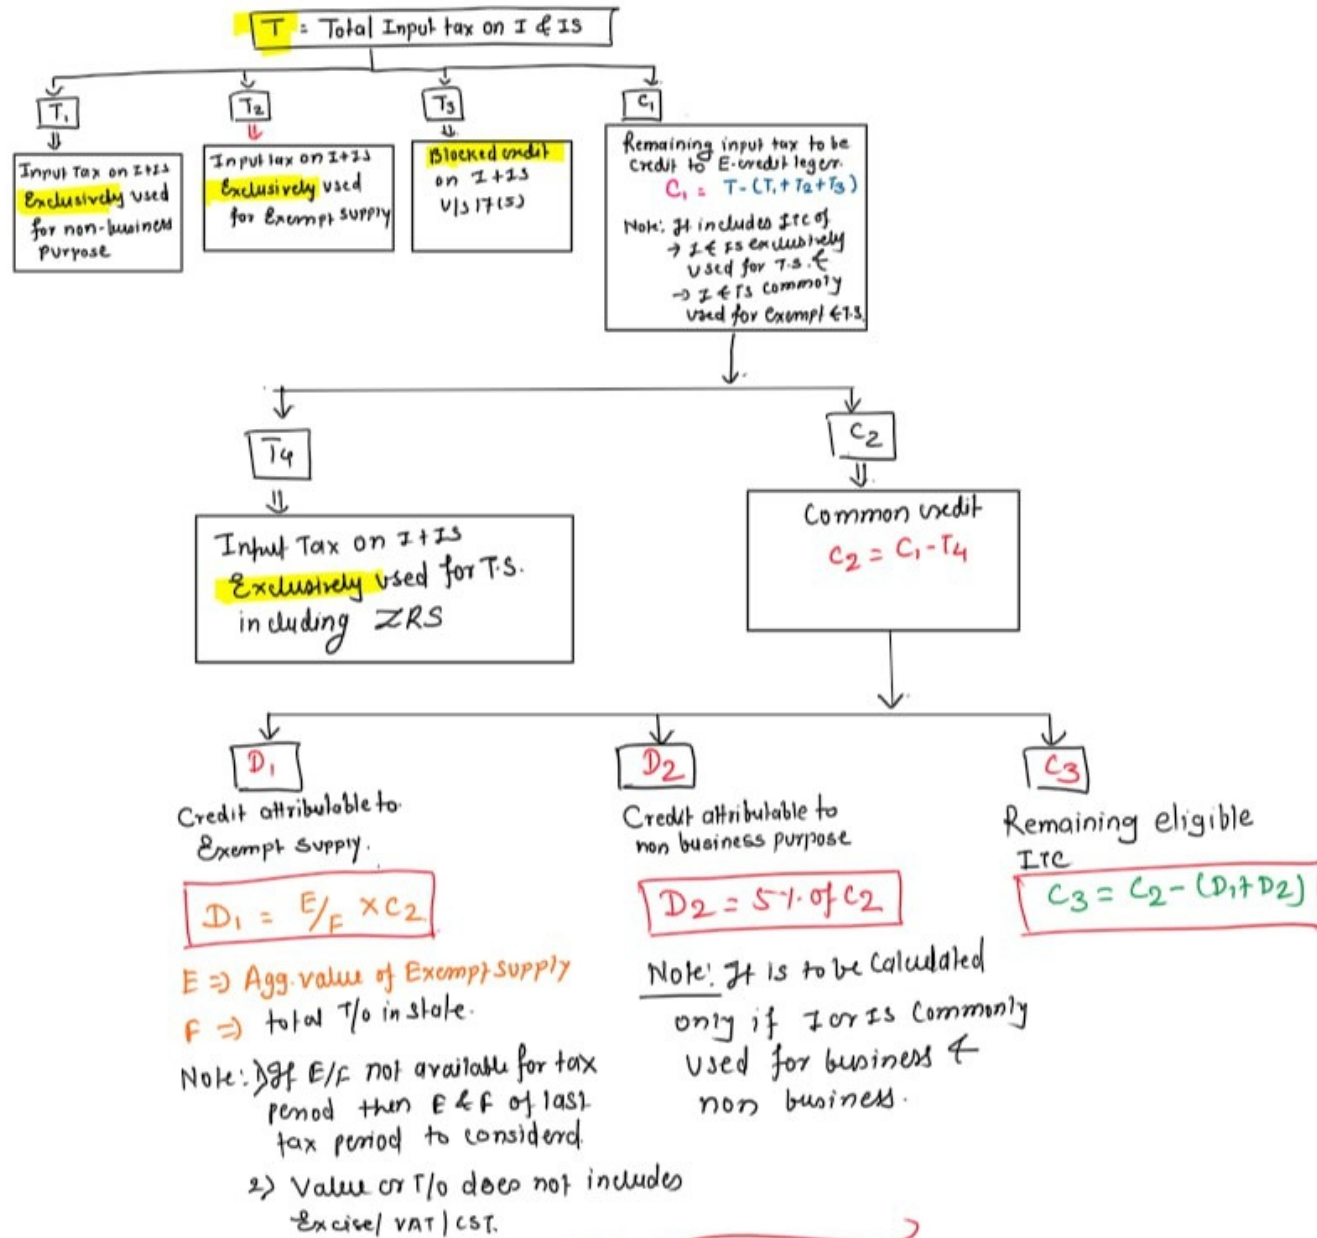 T = Total Input tax on I & IS
T1
Input Tax on I+IS
Exclusively used
for non-business
purpose
T2
Input tax on I+IS
Exclusively used
for Exempt supply
T3
Blocked credit
on I+IS
U/S 17(5)
C1
Remaining input tax to be
credit to E-credit leger.
C1 = T-(T1+T2+T3)
Note: It includes ITC of
→ I & IS exclusively
used for T.S. &
→ I & IS commoly
used for Exempt & T.S.
T4
Input Tax on I+IS
Exclusively used for T.S.
including ZRS
C2
Common credit
C2 = C1-T4
D1
Credit attributable to
Exempt supply.
D1 = E/F × C2
E => Agg. value of Exempt supply
F => total T/o in state.
Note: 1) If E/F not available for tax
period then E & F of last
tax period to considerd.
2) Value or T/o does not includes
Excise/ VAT/ CST.
D2
Credit attributable to
non business purpose
D2 = 5% of C2
Note: It is to be Calculated
only if I or IS Commonly
used for business &
non business.
C3
Remaining eligible
ITC
C3 = C2-(D1+D2)